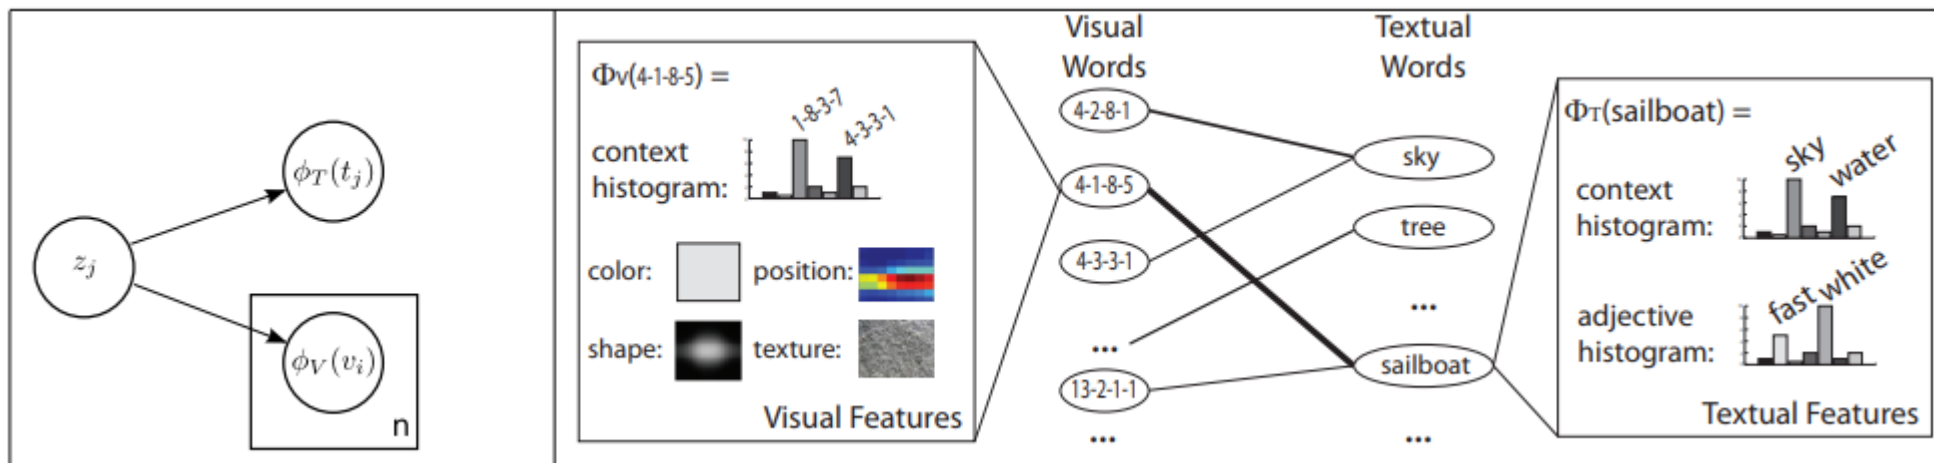 z_j
ϕ_T(t_j)
ϕ_V(v_i)
n
Φ_V(4-1-8-5) =
context
histogram:
1-8-3-7
4-3-3-1
color:
position:
shape:
texture:
Visual Features
Visual
Words
4-2-8-1
4-1-8-5
4-3-3-1
...
13-2-1-1
...
Textual
Words
sky
tree
...
sailboat
...
Φ_T(sailboat) =
context
histogram:
sky
water
adjective
histogram:
fast
white
Textual Features